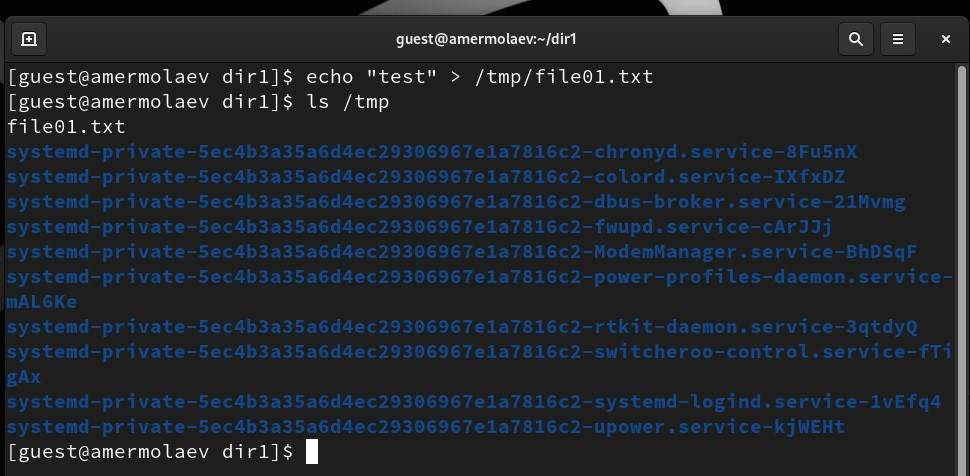 guest@amermolaev:~/dir1
[guest@amermolaev dir1]$ echo "test" > /tmp/file01.txt
[guest@amermolaev dir1]$ ls /tmp
file01.txt
systemd-private-5ec4b3a35a6d4ec29306967e1a7816c2-chronyd.service-8Fu5nX
systemd-private-5ec4b3a35a6d4ec29306967e1a7816c2-colord.service-IXfxDZ
systemd-private-5ec4b3a35a6d4ec29306967e1a7816c2-dbus-broker.service-21Mvmg
systemd-private-5ec4b3a35a6d4ec29306967e1a7816c2-fwupd.service-cArJJj
systemd-private-5ec4b3a35a6d4ec29306967e1a7816c2-ModemManager.service-BhDSqF
systemd-private-5ec4b3a35a6d4ec29306967e1a7816c2-power-profiles-daemon.service-
mAL6Ke
systemd-private-5ec4b3a35a6d4ec29306967e1a7816c2-rtkit-daemon.service-3qtdyQ
systemd-private-5ec4b3a35a6d4ec29306967e1a7816c2-switcheroo-control.service-fTi
gAx
systemd-private-5ec4b3a35a6d4ec29306967e1a7816c2-systemd-logind.service-1vEfq4
systemd-private-5ec4b3a35a6d4ec29306967e1a7816c2-upower.service-kjWEHt
[guest@amermolaev dir1]$